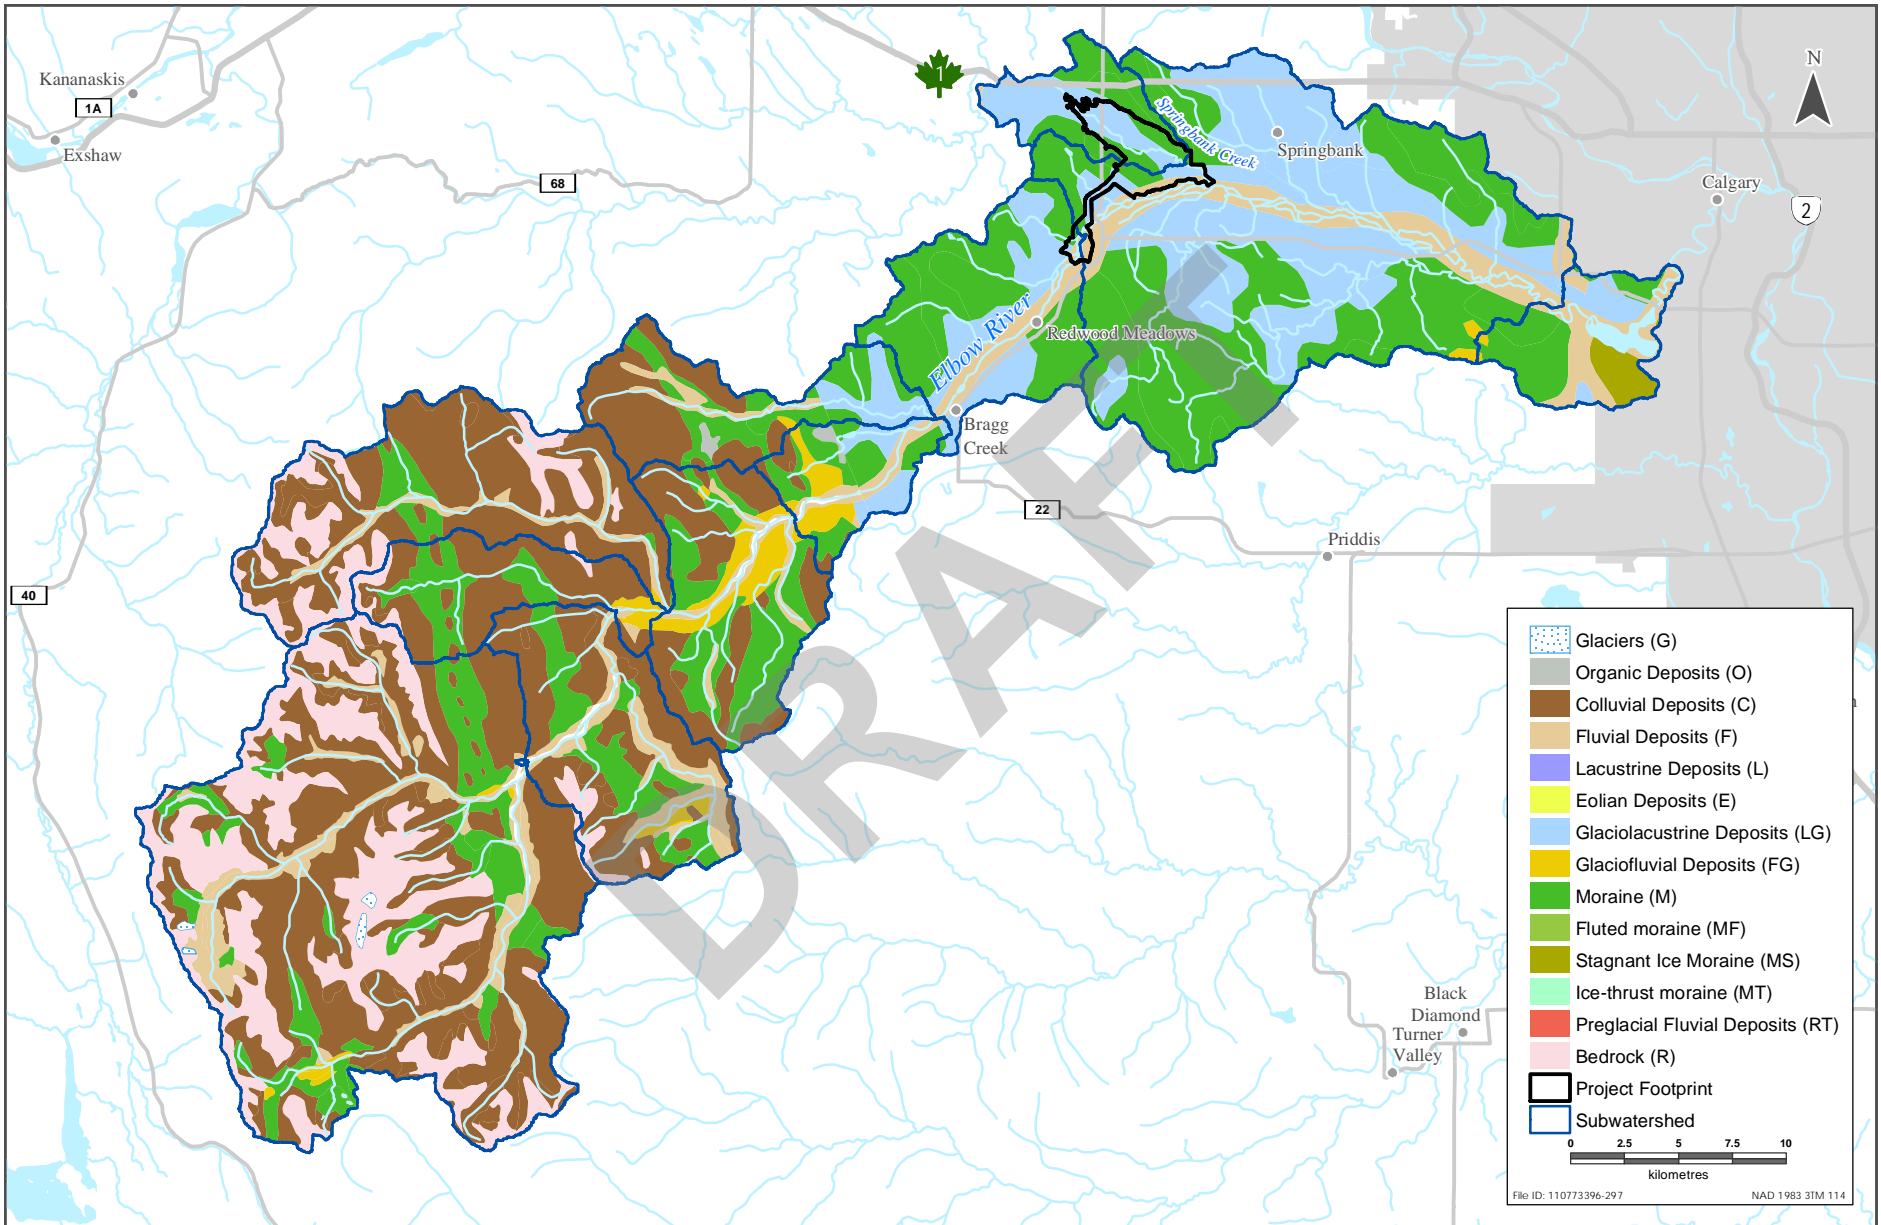 Kananaskis
1A
Exshaw
68
40
1
Springbank Creek
Springbank
N
Calgary
2
Elbow River
Redwood Meadows
Bragg
Creek
22
Priddis
DRAFT
Black
Diamond
Turner
Valley
Glaciers (G)
Organic Deposits (O)
Colluvial Deposits (C)
Fluvial Deposits (F)
Lacustrine Deposits (L)
Eolian Deposits (E)
Glaciolacustrine Deposits (LG)
Glaciofluvial Deposits (FG)
Moraine (M)
Fluted moraine (MF)
Stagnant Ice Moraine (MS)
Ice-thrust moraine (MT)
Preglacial Fluvial Deposits (RT)
Bedrock (R)
Project Footprint
Subwatershed
0 2.5 5 7.5 10
kilometres
File ID: 110773396-297 NAD 1983 3TM 114